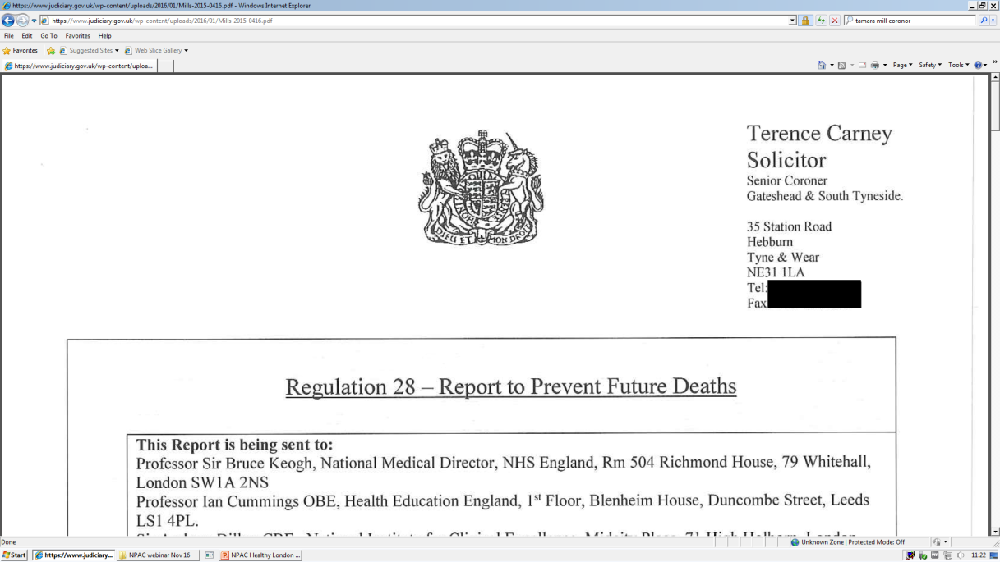 https://www.judiciary.gov.uk/wp-content/uploads/2016/01/Mills-2015-0416.pdf - Windows Internet Explorer
https://www.judiciary.gov.uk/wp-content/uploads/2016/01/Mills-2015-0416.pdf
tamara mill coronor
File Edit Go To Favorites Help
Favorites Suggested Sites Web Slice Gallery
https://www.judiciary.gov.uk/wp-content/uploa...
Page Safety Tools
Terence Carney
Solicitor
Senior Coroner
Gateshead & South Tyneside.
35 Station Road
Hebburn
Tyne & Wear
NE31 1LA
Tel:
Fax
DIEU ET MON DROIT
Regulation 28 – Report to Prevent Future Deaths
This Report is being sent to:
Professor Sir Bruce Keogh, National Medical Director, NHS England, Rm 504 Richmond House, 79 Whitehall,
London SW1A 2NS
Professor Ian Cummings OBE, Health Education England, 1st Floor, Blenheim House, Duncombe Street, Leeds
LS1 4PL.
Done
Unknown Zone | Protected Mode: Off
Start
https://www.judiciary....
NPAC webinar Nov 16
NPAC Healthy London ...
11:22